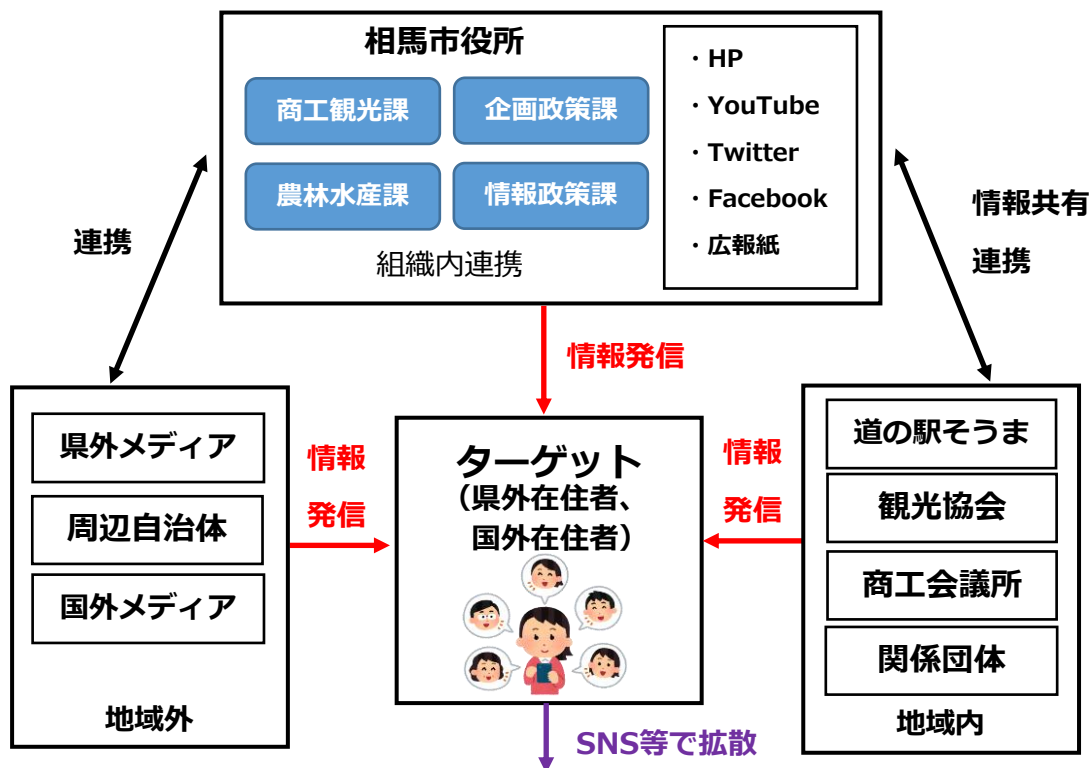 相馬市役所
商工観光課
企画政策課
農林水産課
情報政策課
組織内連携
・HP
・YouTube
・Twitter
・Facebook
・広報紙
連携
情報共有
連携
情報発信
県外メディア
周辺自治体
国外メディア
地域外
情報
発信
ターゲット
（県外在住者、
国外在住者）
情報
発信
道の駅そうま
観光協会
商工会議所
関係団体
地域内
SNS等で拡散